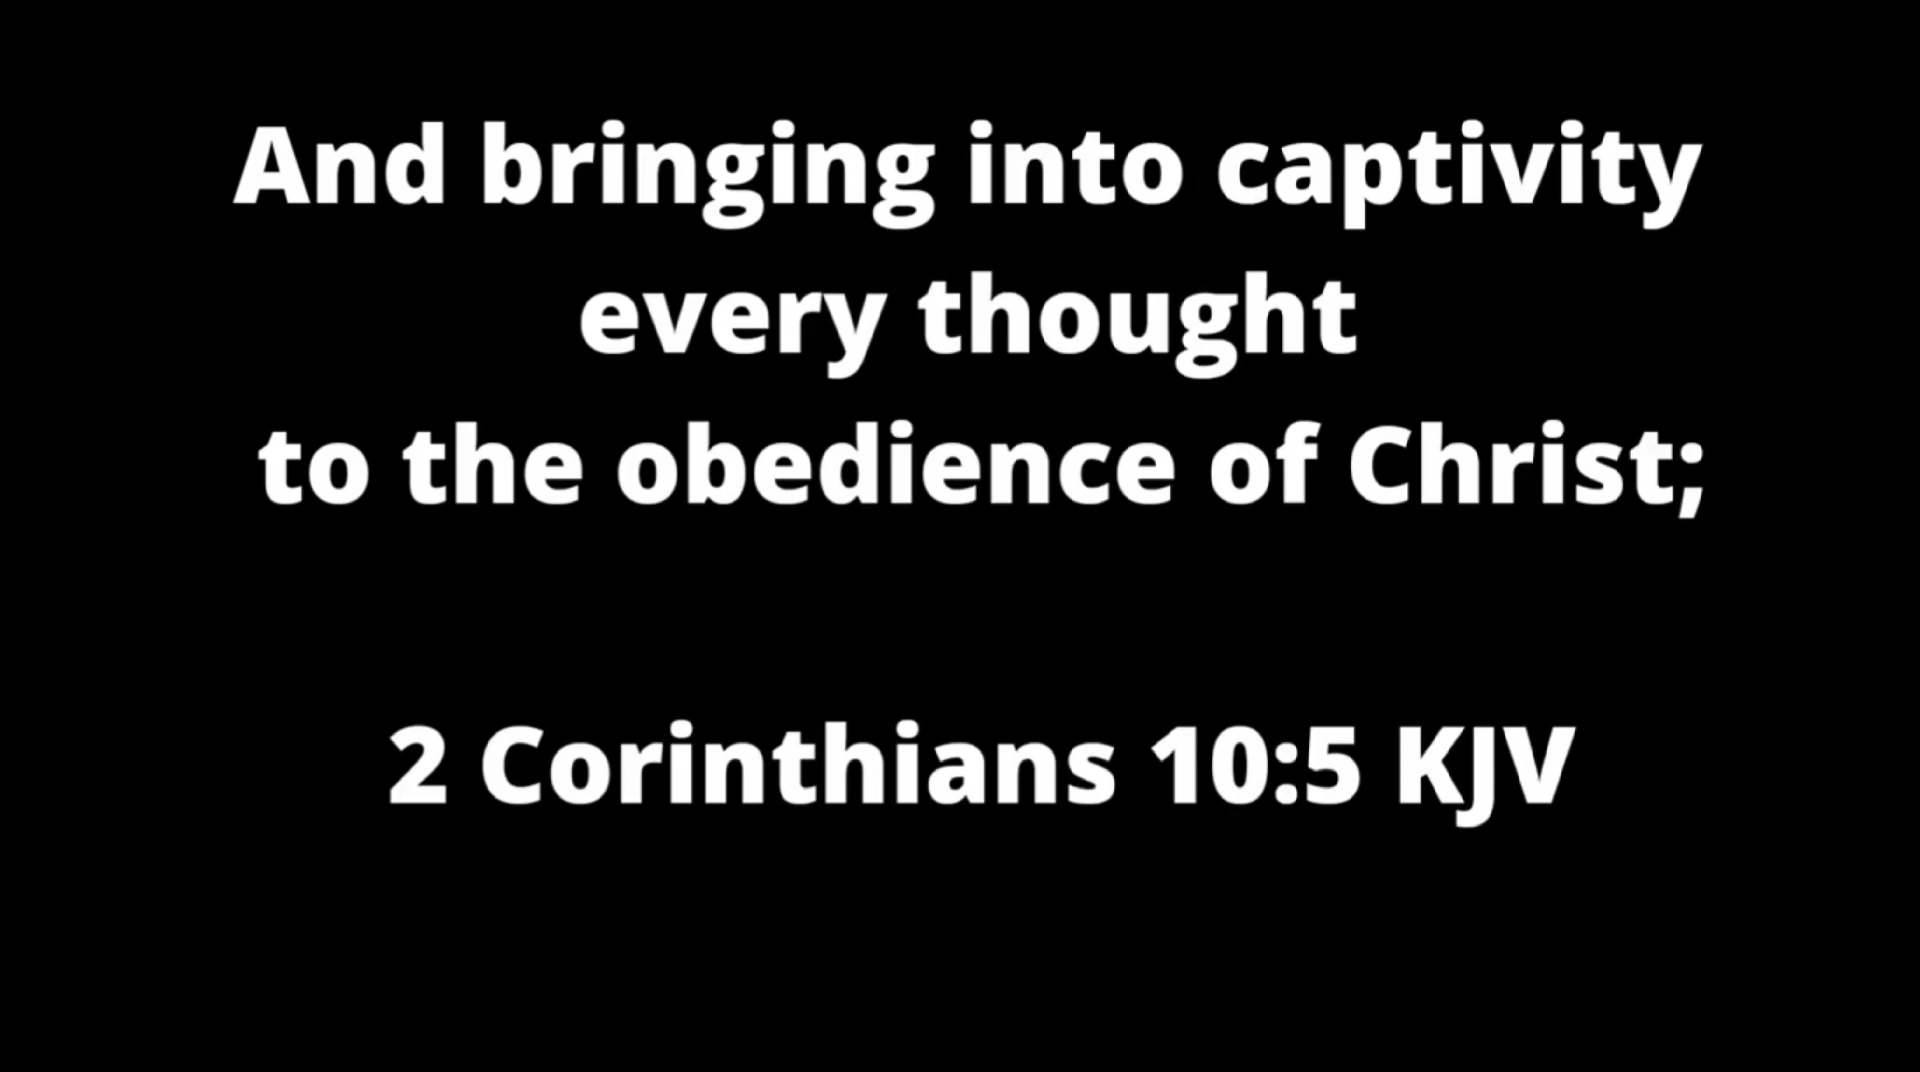 And bringing into captivity
every thought
to the obedience of Christ;
2 Corinthians 10:5 KJV